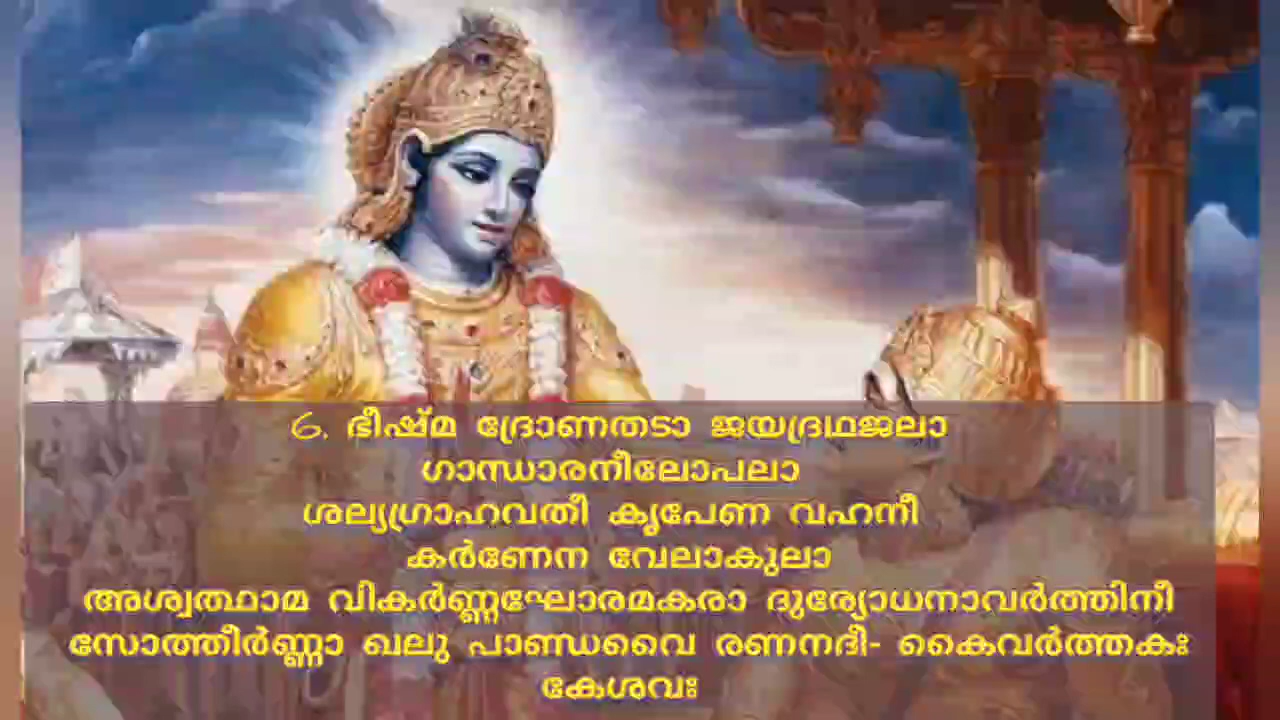 6. ഭീഷ്മ ദ്രോണതടാ ജയദ്രഥജലാ
ഗാന്ധാരനീലോപലാ
ശല്യഗ്രാഹവതീ കൃപേണ വഹനീ
കർണേന വേലാകുലാ
അശ്വത്ഥാമ വികർണ്ണഘോരമകരാ ദുര്യോധനാവർത്തിനീ
സോത്തീർണ്ണാ ഖലു പാണ്ഡവൈ രണനദീ- കൈവർത്തകഃ
കേശവഃ